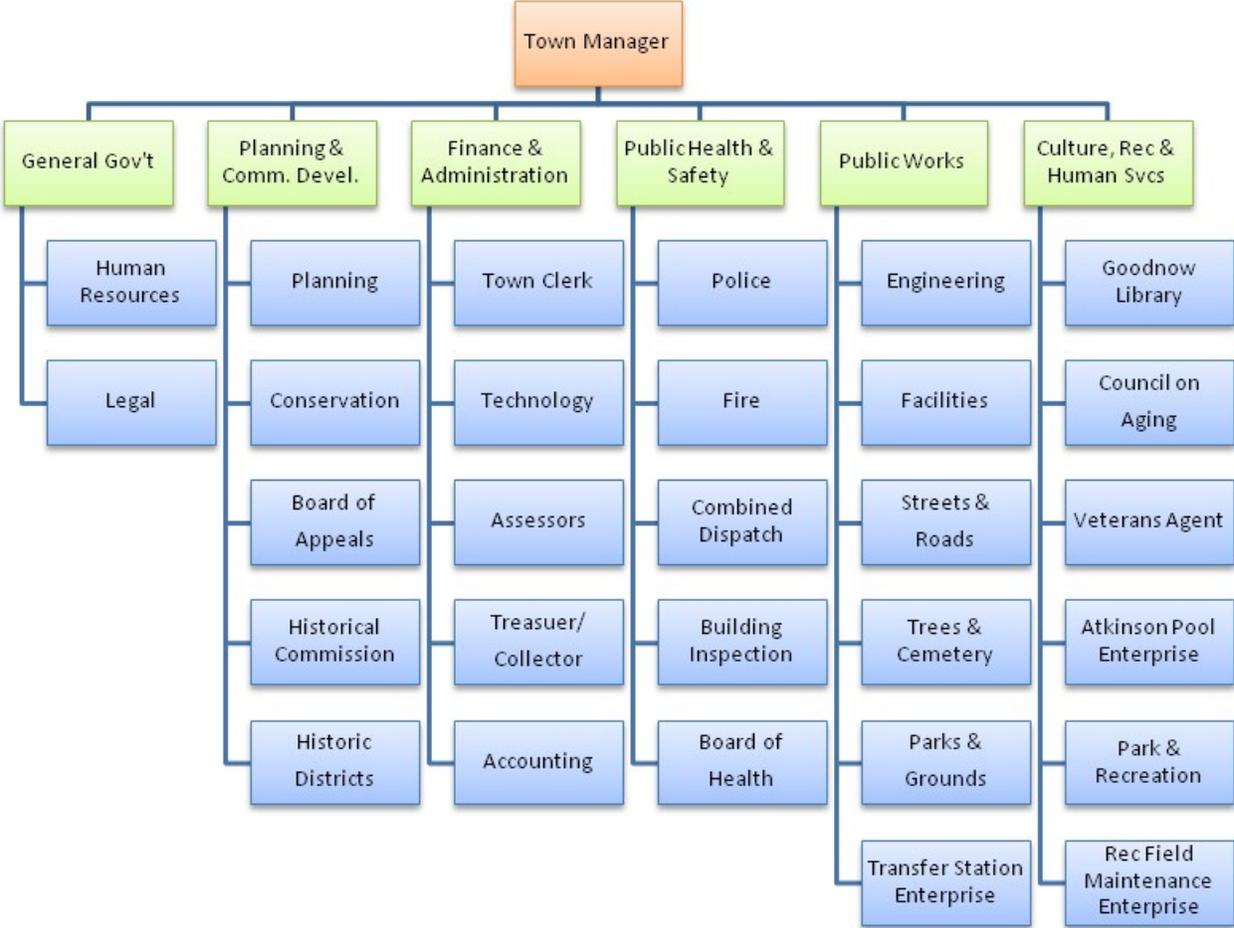 Town Manager
General Gov't
Planning &
Comm. Devel.
Finance &
Administration
Public Health &
Safety
Public Works
Culture, Rec &
Human Svcs
Human
Resources
Legal
Planning
Conservation
Board of
Appeals
Historical
Commission
Historic
Districts
Town Clerk
Technology
Assessors
Treasuer/
Collector
Accounting
Police
Fire
Combined
Dispatch
Building
Inspection
Board of
Health
Engineering
Facilities
Streets &
Roads
Trees &
Cemetery
Parks &
Grounds
Transfer Station
Enterprise
Goodnow
Library
Council on
Aging
Veterans Agent
Atkinson Pool
Enterprise
Park &
Recreation
Rec Field
Maintenance
Enterprise